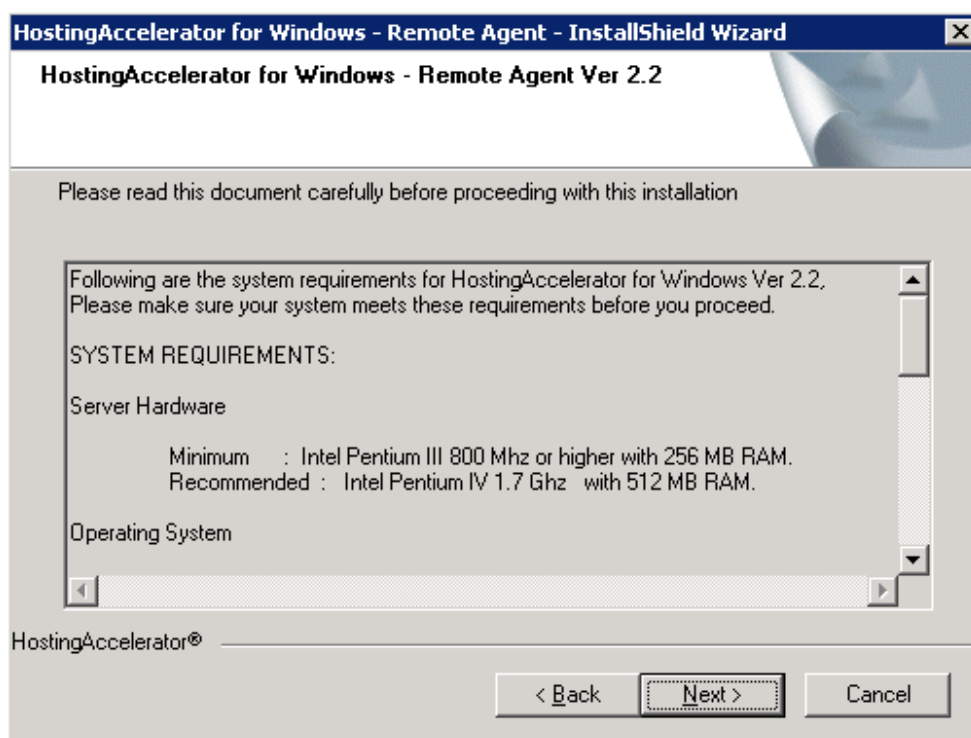 HostingAccelerator for Windows - Remote Agent - InstallShield Wizard
HostingAccelerator for Windows - Remote Agent Ver 2.2
Please read this document carefully before proceeding with this installation
Following are the system requirements for HostingAccelerator for Windows Ver 2.2,
Please make sure your system meets these requirements before you proceed.
SYSTEM REQUIREMENTS:
Server Hardware
Minimum : Intel Pentium III 800 Mhz or higher with 256 MB RAM.
Recommended : Intel Pentium IV 1.7 Ghz with 512 MB RAM.
Operating System
HostingAccelerator®
< Back Next > Cancel